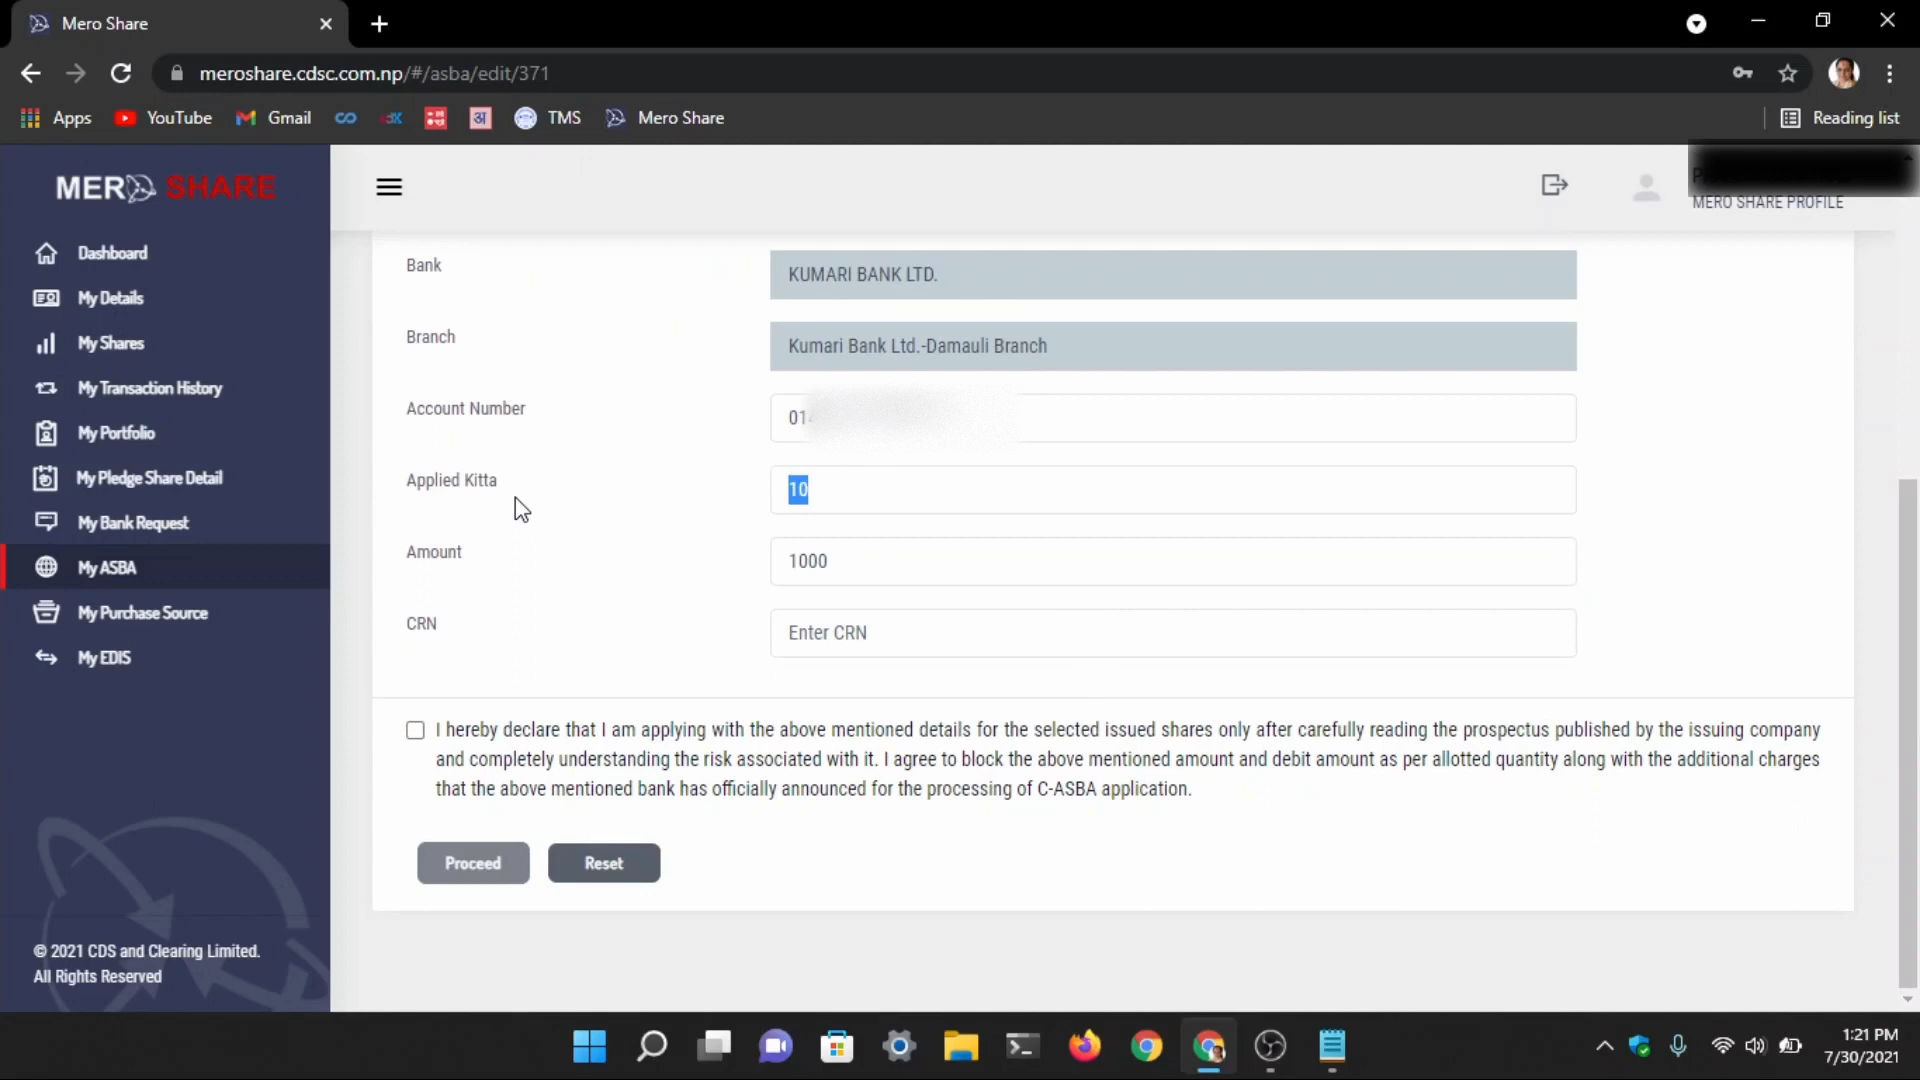 Mero Share
meroshare.cdsc.com.np/#/asba/edit/371
Apps YouTube Gmail अ TMS Mero Share Reading list
MERO SHARE
MERO SHARE PROFILE
Dashboard
My Details
My Shares
My Transaction History
My Portfolio
My Pledge Share Detail
My Bank Request
My ASBA
My Purchase Source
My EDIS
© 2021 CDS and Clearing Limited.
All Rights Reserved
Bank KUMARI BANK LTD.
Branch Kumari Bank Ltd.-Damauli Branch
Account Number 01
Applied Kitta 10
Amount 1000
CRN Enter CRN
I hereby declare that I am applying with the above mentioned details for the selected issued shares only after carefully reading the prospectus published by the issuing company
and completely understanding the risk associated with it. I agree to block the above mentioned amount and debit amount as per allotted quantity along with the additional charges
that the above mentioned bank has officially announced for the processing of C-ASBA application.
Proceed Reset
1:21 PM
7/30/2021